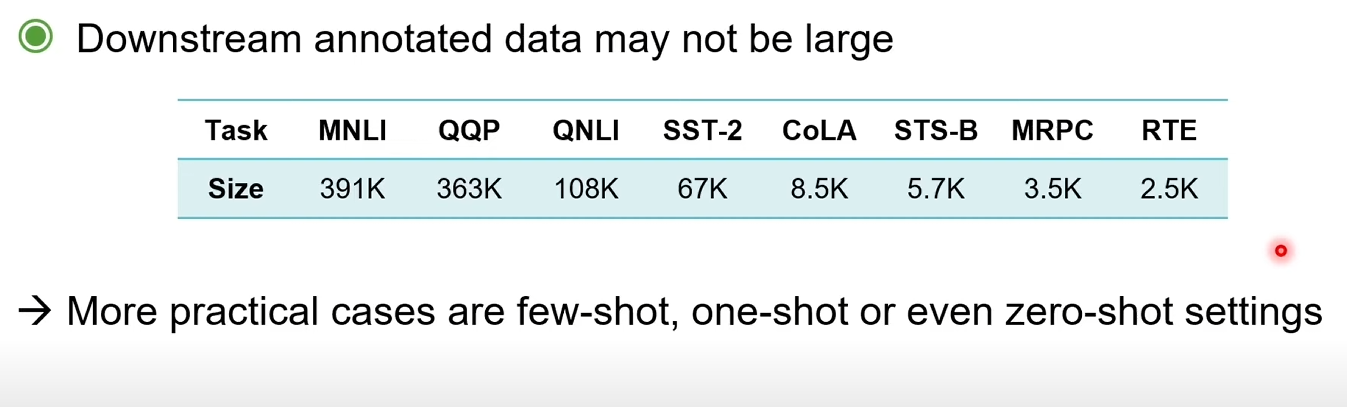 Downstream annotated data may not be large
Task MNLI QQP QNLI SST-2 CoLA STS-B MRPC RTE
Size 391K 363K 108K 67K 8.5K 5.7K 3.5K 2.5K
→ More practical cases are few-shot, one-shot or even zero-shot settings